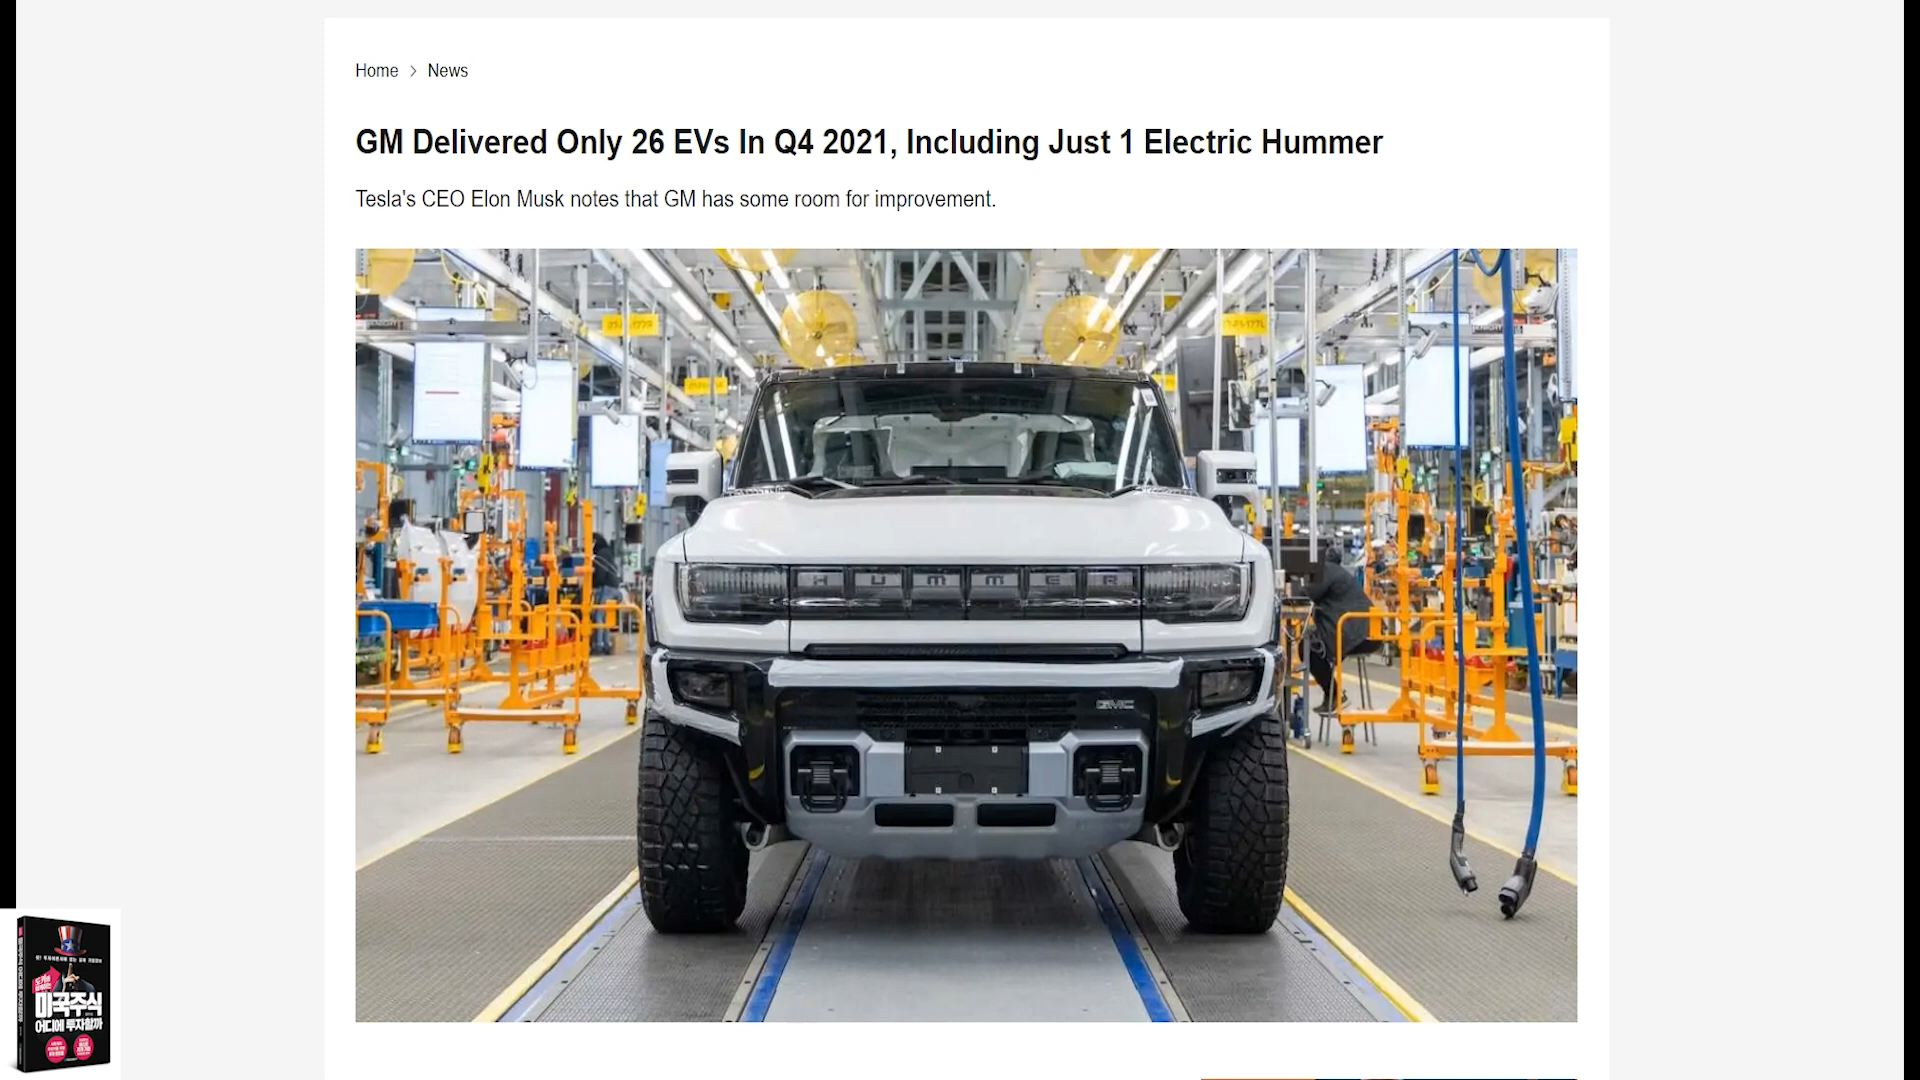 Home > News
GM Delivered Only 26 EVs In Q4 2021, Including Just 1 Electric Hummer
Tesla's CEO Elon Musk notes that GM has some room for improvement.
HUMMER
GMC
미국주식
어디에 투자할까